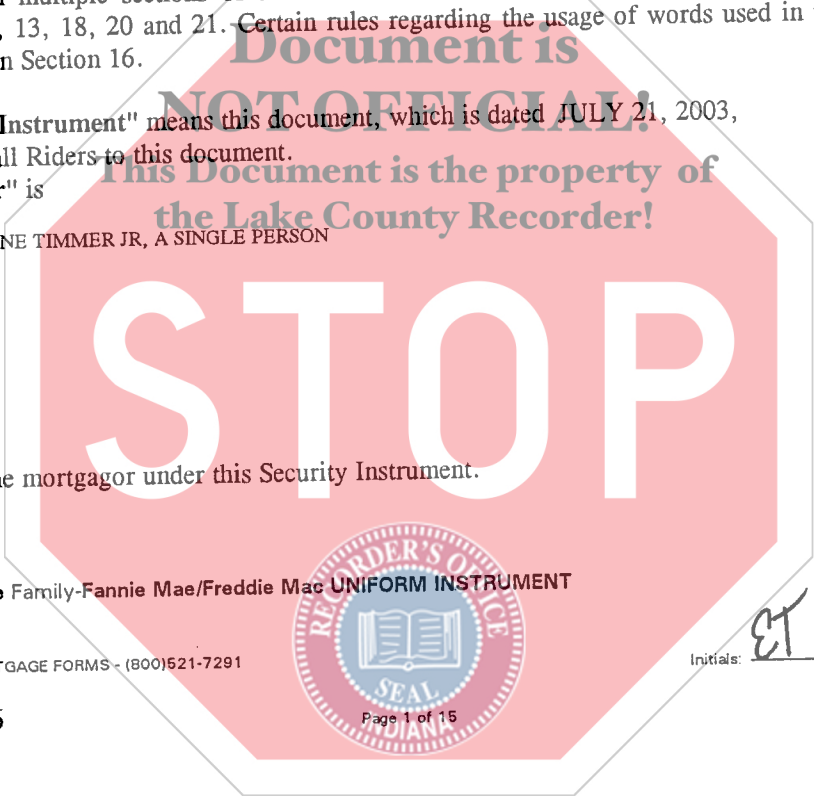 , 13, 18, 20 and 21. Certain rules regarding the usage of words used in
n Section 16.
Document is
NOT OFFICIAL!
Instrument" means this document, which is dated JULY 21, 2003,
all Riders to this document.
This Document is the property of
the Lake County Recorder!
r" is
NE TIMMER JR, A SINGLE PERSON
STOP
e mortgagor under this Security Instrument.
RECORDER'S OFFICE
SEAL
INDIANA
e Family-Fannie Mae/Freddie Mac UNIFORM INSTRUMENT
TGAGE FORMS - (800)521-7291
Initials: ET
Page 1 of 15